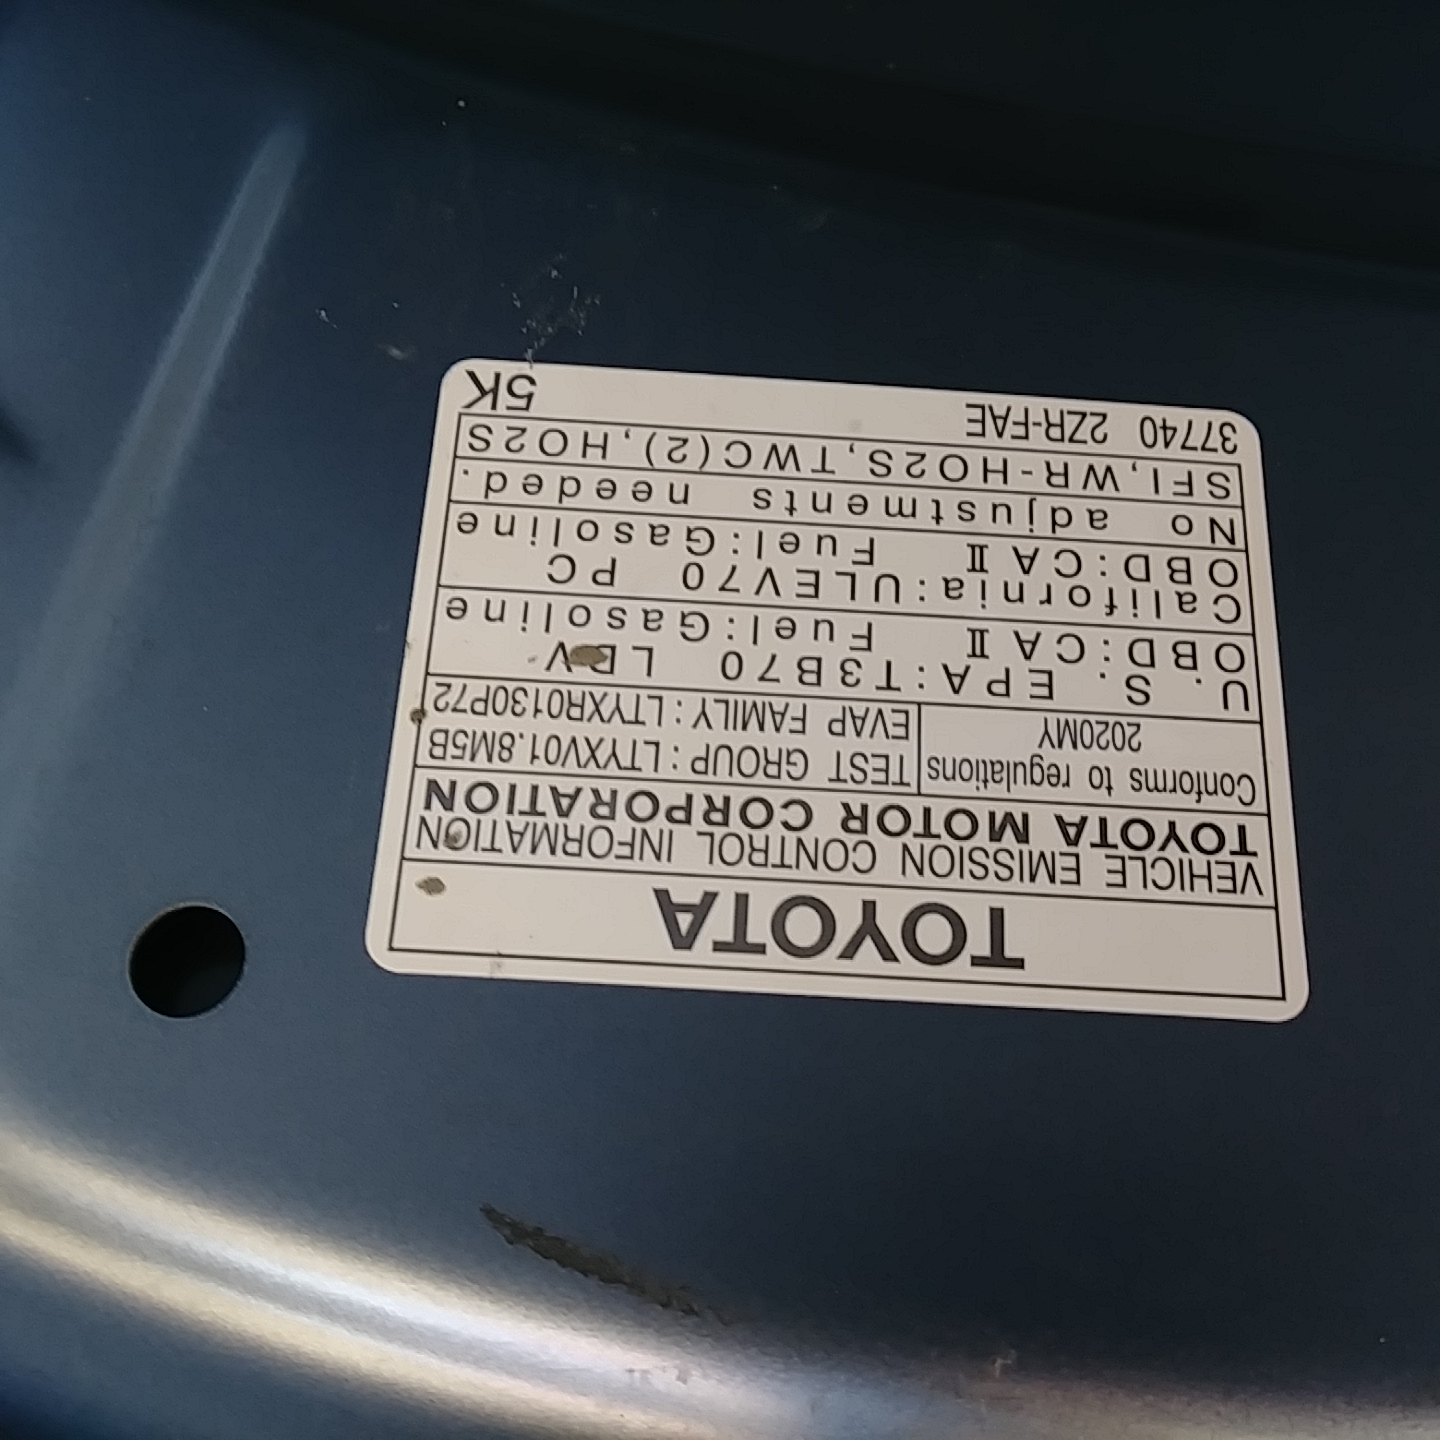 TOYOTA
VEHICLE EMISSION CONTROL INFORMATION
TOYOTA MOTOR CORPORATION
Conforms to regulations
2020MY
TEST GROUP: LTYXV01.8M5B
EVAP FAMILY: LTYXR0130P72
U. S. EPA:T3B70 LEV
OBD:CAⅡ Fuel:Gasoline
California:ULEV70 PC
OBD:CAⅡ Fuel:Gasoline
No adjustments needed.
SFI,WR-HO2S,TWC(2),HO2S
37740 2ZR-FAE 5K